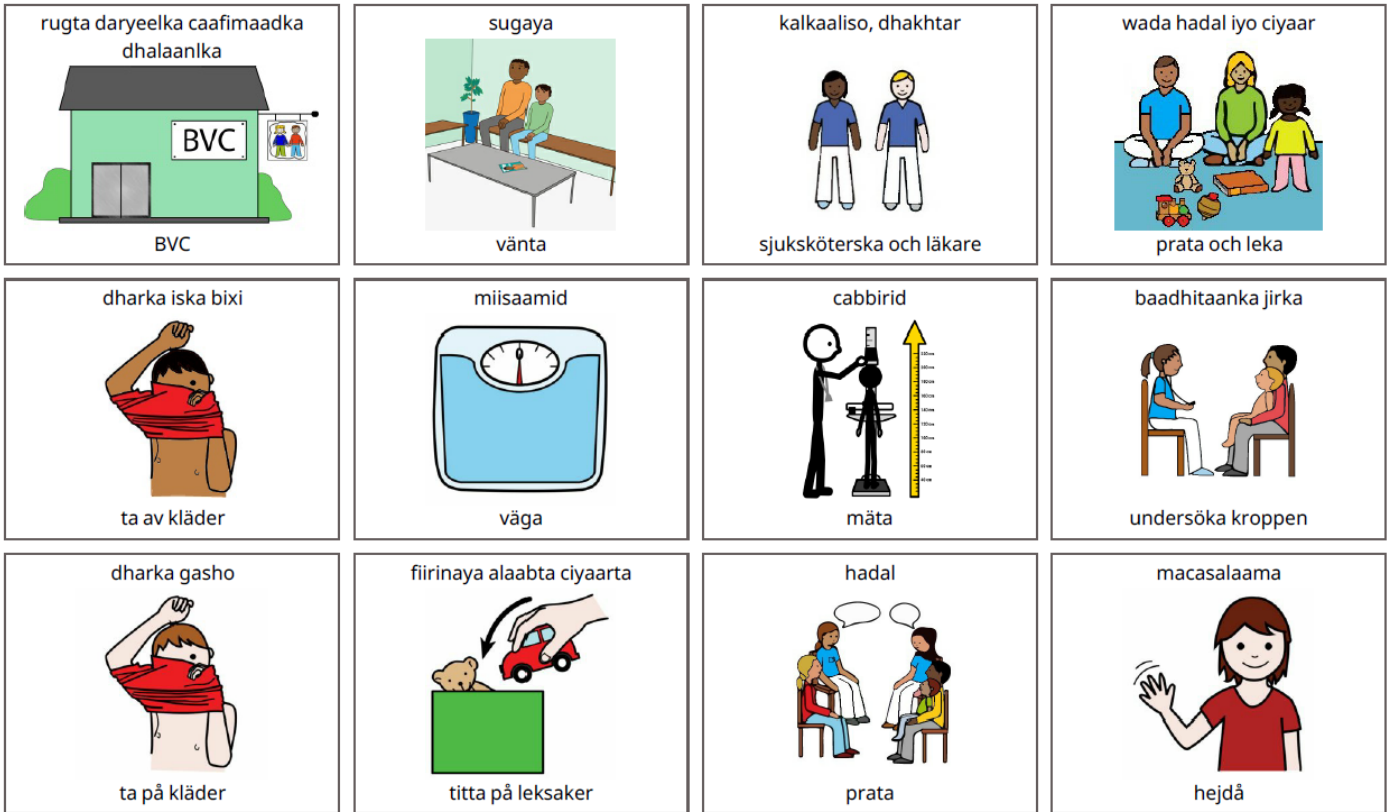 rugta daryeelka caafimaadka
dhalaanlka
BVC
BVC
sugaya
vänta
kalkaaliso, dhakhtar
sjuksköterska och läkare
wada hadal iyo ciyaar
prata och leka
dharka iska bixi
ta av kläder
miisaamid
väga
cabbirid
mäta
baadhitaanka jirka
undersöka kroppen
dharka gasho
ta på kläder
fiirinaya alaabta ciyaarta
titta på leksaker
hadal
prata
macasalaama
hejdå